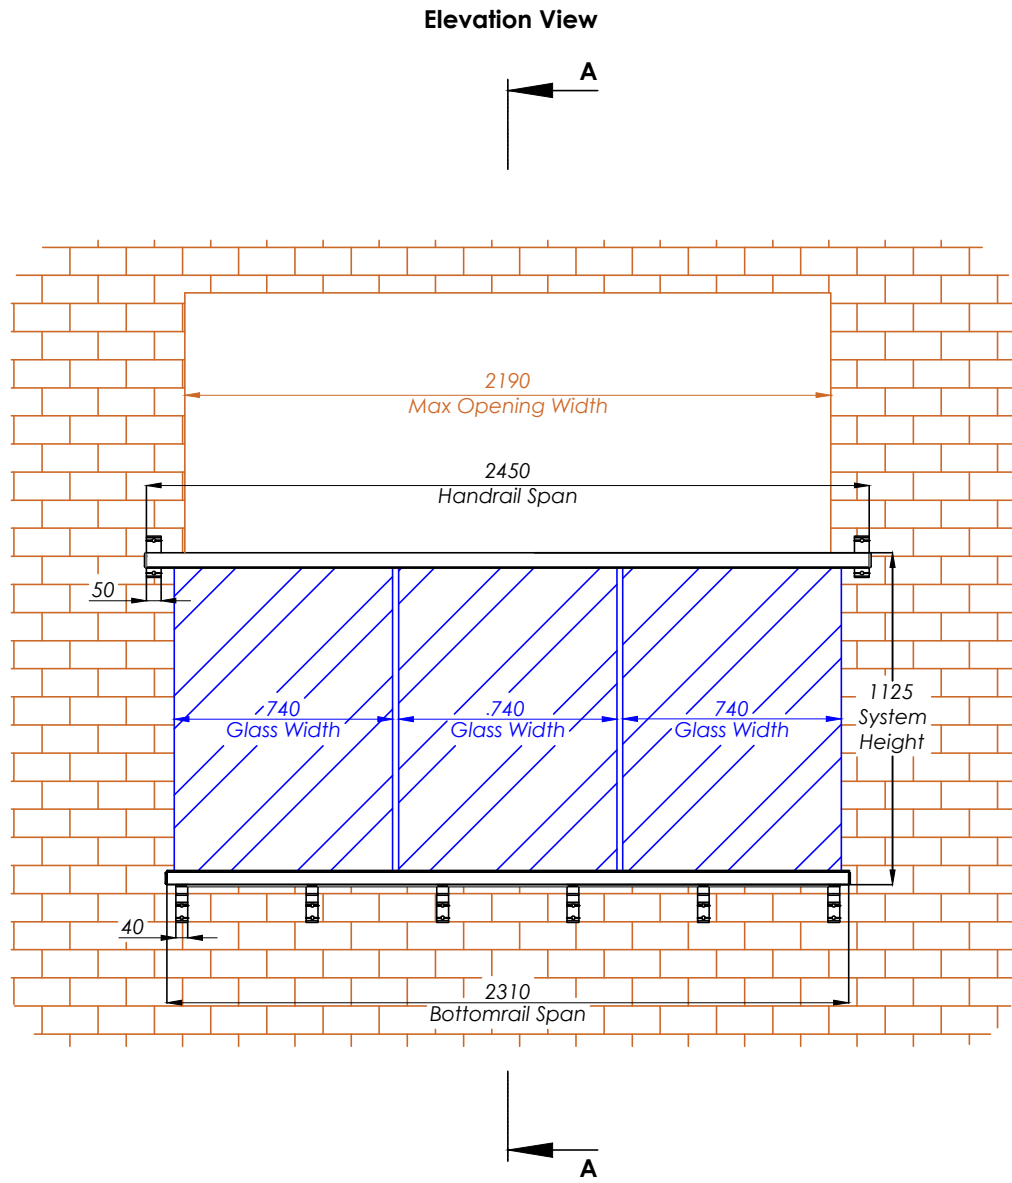 Elevation View
A
2190
Max Opening Width
2450
Handrail Span
50
740
Glass Width
740
Glass Width
740
Glass Width
1125
System
Height
40
2310
Bottomrail Span
A